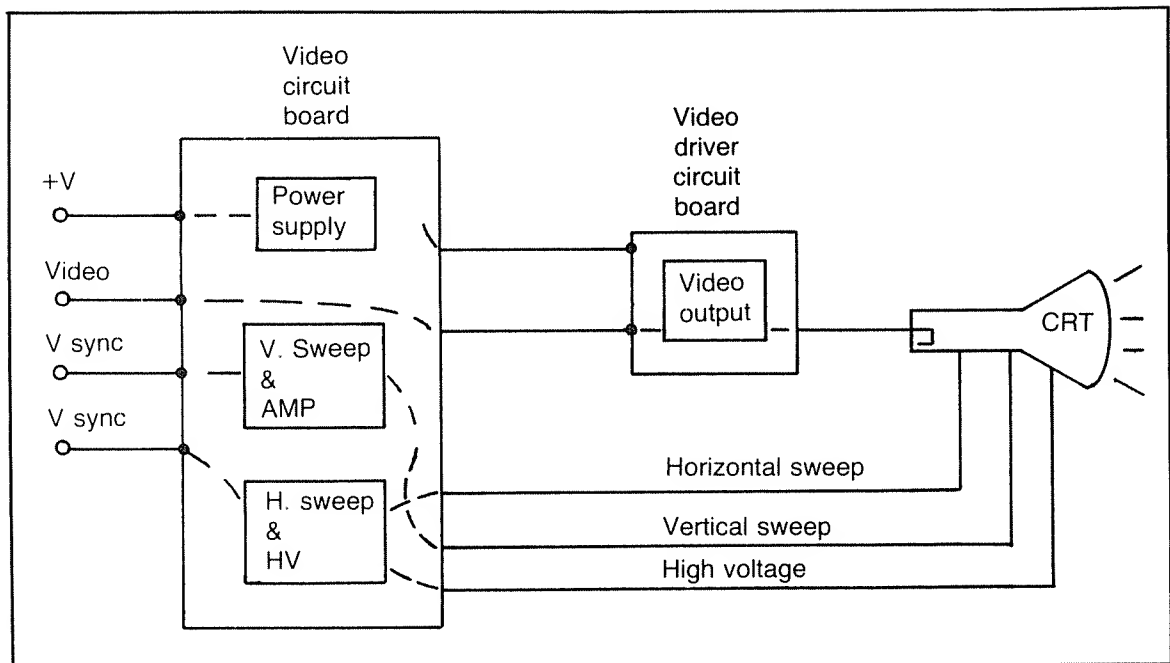 Video
circuit
board
Video
driver
circuit
board
+V
Power
supply
Video
Video
output
CRT
V sync
V. Sweep
&
AMP
V sync
Horizontal sweep
H. sweep
&
HV
Vertical sweep
High voltage